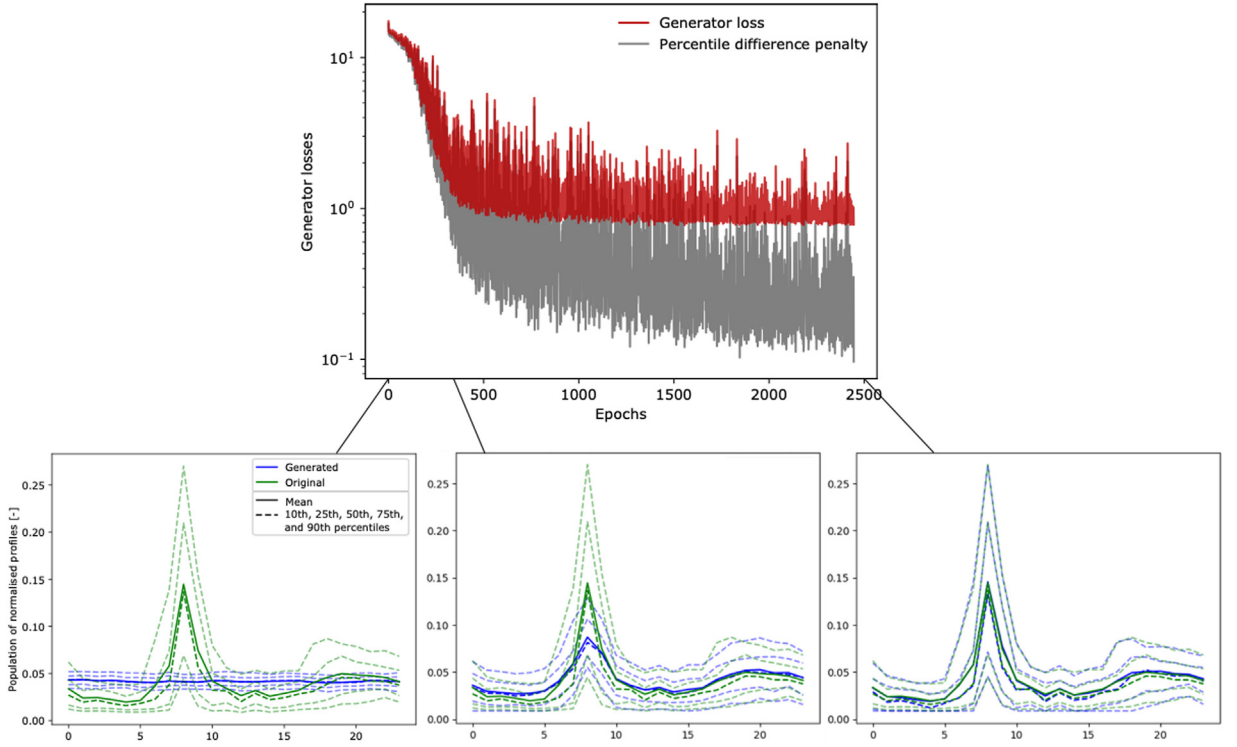 Generator loss
Percentile difference penalty
10¹
10⁰
10⁻¹
Generator losses
0 500 1000 1500 2000 2500
Epochs
Generated
Original
Mean
10th, 25th, 50th, 75th,
and 90th percentiles
Population of normalised profiles [-]
0.25
0.20
0.15
0.10
0.05
0.00
0 5 10 15 20
0.25
0.20
0.15
0.10
0.05
0.00
0 5 10 15 20
0.25
0.20
0.15
0.10
0.05
0.00
0 5 10 15 20